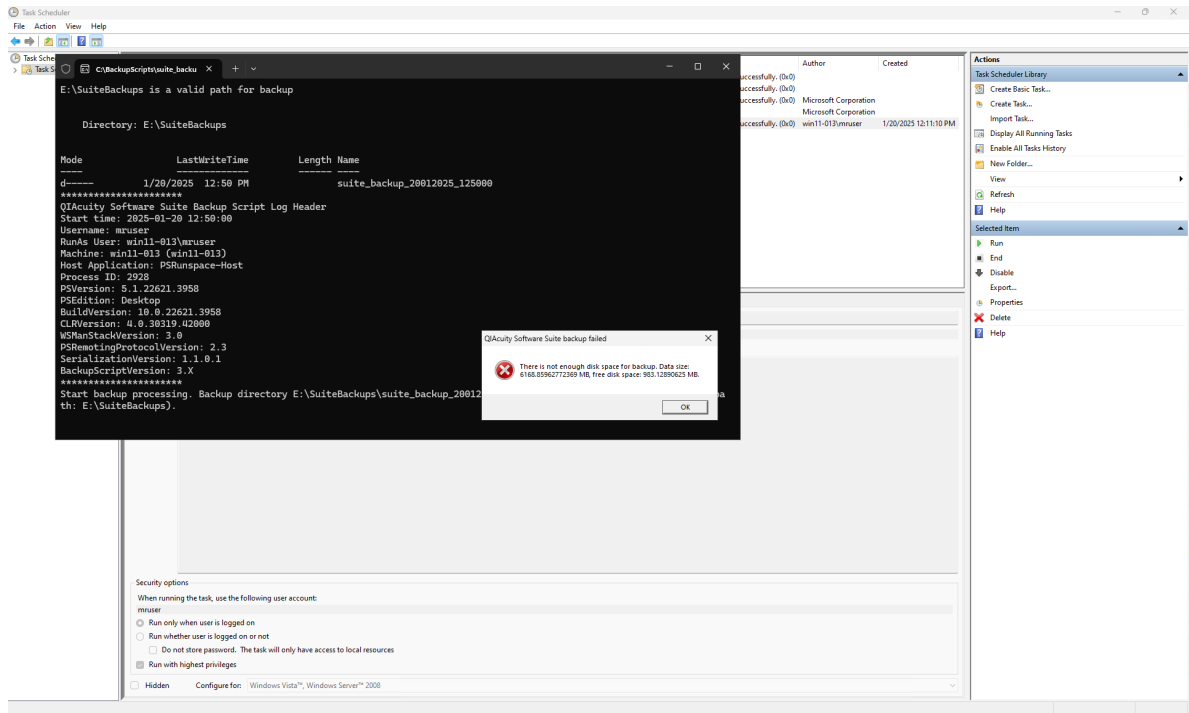 Task Scheduler
File Action View Help
Task Sche
Task S
C:\BackupScripts\suite_backu
E:\SuiteBackups is a valid path for backup
Directory: E:\SuiteBackups
Mode LastWriteTime Length Name
---- ------------- ------ ----
d----- 1/20/2025 12:50 PM suite_backup_20012025_125000
**********************
QIAcuity Software Suite Backup Script Log Header
Start time: 2025-01-20 12:50:00
Username: mruser
RunAs User: win11-013\mruser
Machine: win11-013 (win11-013)
Host Application: PSRunspace-Host
Process ID: 2928
PSVersion: 5.1.22621.3958
PSEdition: Desktop
BuildVersion: 10.0.22621.3958
CLRVersion: 4.0.30319.42000
WSManStackVersion: 3.0
PSRemotingProtocolVersion: 2.3
SerializationVersion: 1.1.0.1
BackupScriptVersion: 3.X
**********************
Start backup processing. Backup directory E:\SuiteBackups\suite_backup_20012
pa
th: E:\SuiteBackups).
QIAcuity Software Suite backup failed
There is not enough disk space for backup. Data size:
6168.85962772369 MB, free disk space: 983.12890625 MB.
OK
Author Created
uccessfully. (0x0)
uccessfully. (0x0)
uccessfully. (0x0) Microsoft Corporation
Microsoft Corporation
uccessfully. (0x0) win11-013\mruser 1/20/2025 12:11:10 PM
Security options
When running the task, use the following user account:
mruser
Run only when user is logged on
Run whether user is logged on or not
Do not store password. The task will only have access to local resources
Run with highest privileges
Hidden Configure for: Windows Vista™, Windows Server™ 2008
Actions
Task Scheduler Library
Create Basic Task...
Create Task...
Import Task...
Display All Running Tasks
Enable All Tasks History
New Folder...
View
Refresh
Help
Selected Item
Run
End
Disable
Export...
Properties
Delete
Help